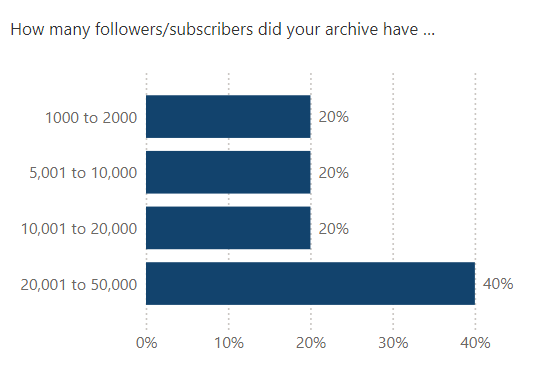 How many followers/subscribers did your archive have ...
1000 to 2000 20%
5,001 to 10,000 20%
10,001 to 20,000 20%
20,001 to 50,000 40%
0% 10% 20% 30% 40%